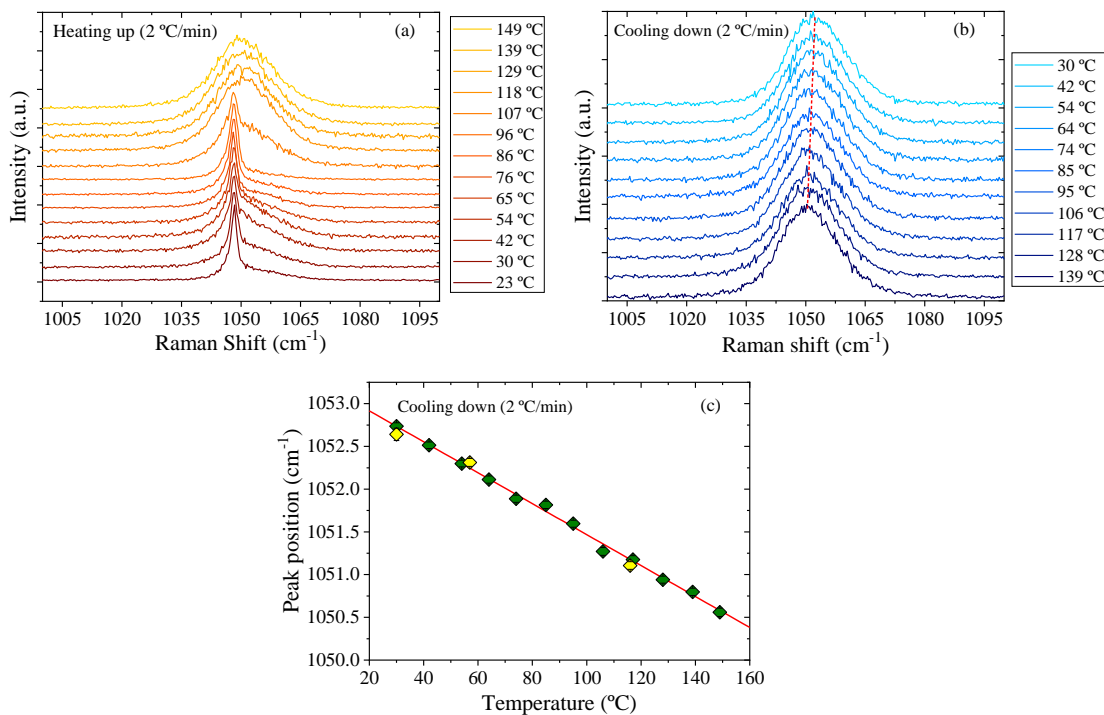 Heating up (2 ºC/min)
(a)
149 ºC
139 ºC
129 ºC
118 ºC
107 ºC
96 ºC
86 ºC
76 ºC
65 ºC
54 ºC
42 ºC
30 ºC
23 ºC
Intensity (a.u.)
1005 1020 1035 1050 1065 1080 1095
Raman Shift (cm⁻¹)
Cooling down (2 ºC/min)
(b)
30 ºC
42 ºC
54 ºC
64 ºC
74 ºC
85 ºC
95 ºC
106 ºC
117 ºC
128 ºC
139 ºC
Intensity (a.u.)
1005 1020 1035 1050 1065 1080 1095
Raman shift (cm⁻¹)
Cooling down (2 ºC/min)
(c)
1053.0
1052.5
1052.0
1051.5
1051.0
1050.5
1050.0
Peak position (cm⁻¹)
20 40 60 80 100 120 140 160
Temperature (ºC)